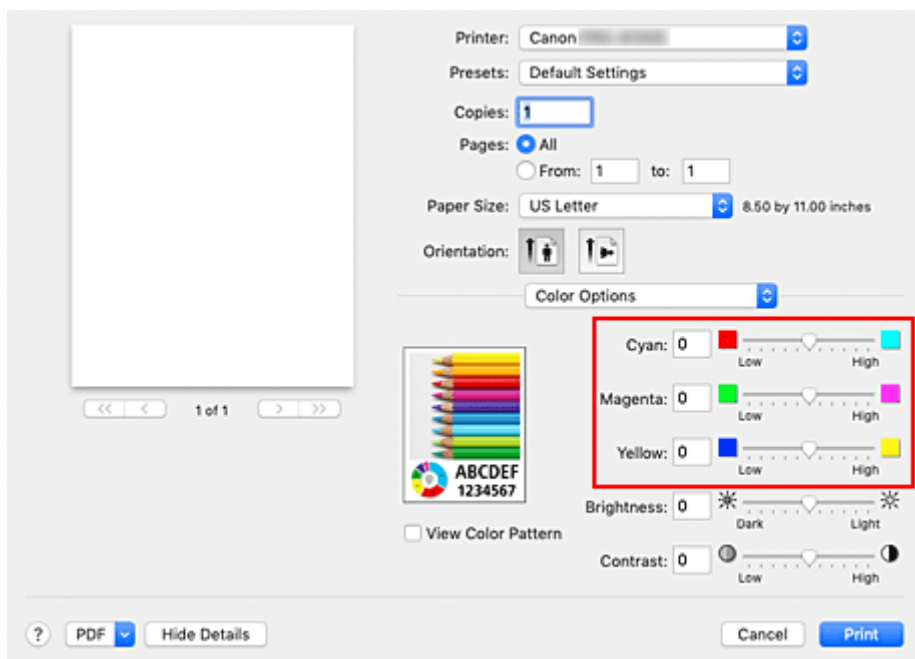 Printer: Canon
Presets: Default Settings
Copies: 1
Pages: All
From: 1 to: 1
Paper Size: US Letter 8.50 by 11.00 inches
Orientation:
Color Options
Cyan: 0
Low High
Magenta: 0
Low High
Yellow: 0
Low High
Brightness: 0
Dark Light
Contrast: 0
Low High
ABCDEF
1234567
View Color Pattern
<< < 1 of 1 > >>
? PDF Hide Details Cancel Print